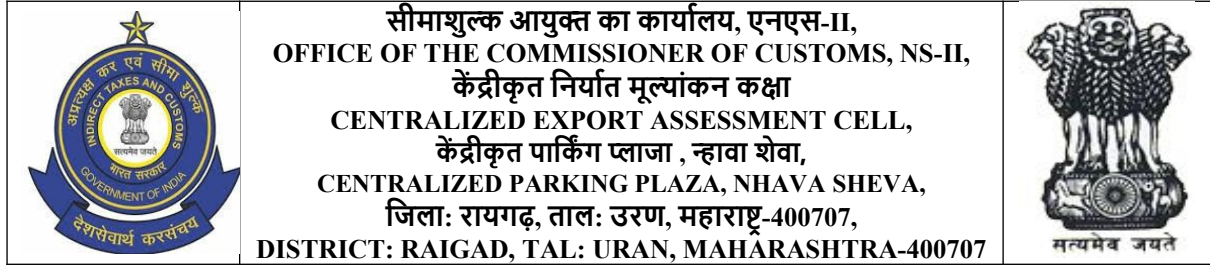 अप्रत्यक्ष कर एवं सीमा शुल्क
INDIRECT TAXES AND CUSTOMS
सत्यमेव जयते
भारत सरकार
GOVERNMENT OF INDIA
देशसेवार्थ करसंचय
सीमाशुल्क आयुक्त का कार्यालय, एनएस-II,
OFFICE OF THE COMMISSIONER OF CUSTOMS, NS-II,
केंद्रीकृत निर्यात मूल्यांकन कक्षा
CENTRALIZED EXPORT ASSESSMENT CELL,
केंद्रीकृत पार्किंग प्लाजा , न्हावा शेवा,
CENTRALIZED PARKING PLAZA, NHAVA SHEVA,
जिला: रायगढ़, ताल: उरण, महाराष्ट्र-400707,
DISTRICT: RAIGAD, TAL: URAN, MAHARASHTRA-400707
सत्यमेव जयते